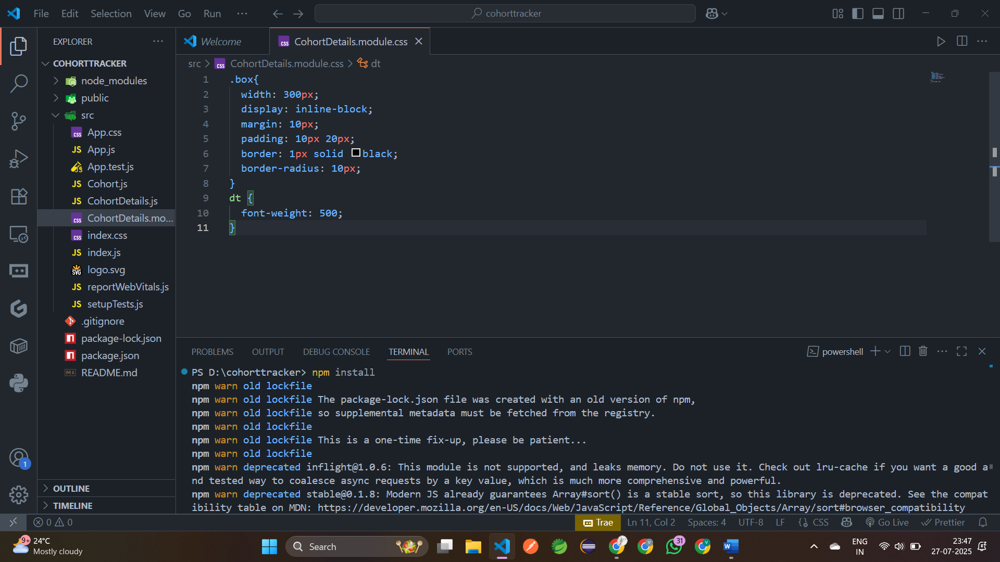 File Edit Selection View Go Run ···
cohorttracker
EXPLORER ···
COHORTTRACKER
node_modules
public
src
css App.css
JS App.js
App.test.js
JS Cohort.js
JS CohortDetails.js
css CohortDetails.mo...
css index.css
JS index.js
SVG logo.svg
JS reportWebVitals.js
JS setupTests.js
.gitignore
package-lock.json
package.json
README.md
OUTLINE
TIMELINE
1
Welcome
css CohortDetails.module.css
src > css CohortDetails.module.css > dt
1 .box{
2 width: 300px;
3 display: inline-block;
4 margin: 10px;
5 padding: 10px 20px;
6 border: 1px solid black;
7 border-radius: 10px;
8 }
9 dt {
10 font-weight: 500;
11 }
PROBLEMS OUTPUT DEBUG CONSOLE TERMINAL PORTS
powershell
PS D:\cohorttracker> npm install
npm warn old lockfile
npm warn old lockfile The package-lock.json file was created with an old version of npm,
npm warn old lockfile so supplemental metadata must be fetched from the registry.
npm warn old lockfile
npm warn old lockfile This is a one-time fix-up, please be patient...
npm warn old lockfile
npm warn deprecated inflight@1.0.6: This module is not supported, and leaks memory. Do not use it. Check out lru-cache if you want a good a
nd tested way to coalesce async requests by a key value, which is much more comprehensive and powerful.
npm warn deprecated stable@0.1.8: Modern JS already guarantees Array#sort() is a stable sort, so this library is deprecated. See the compat
ibility table on MDN: https://developer.mozilla.org/en-US/docs/Web/JavaScript/Reference/Global_Objects/Array/sort#browser_compatibility
0 0
Trae
Ln 11, Col 2 Spaces: 4 UTF-8 LF {} CSS Go Live Prettier
9+
24°C
Mostly cloudy
Search
V
31
V
W
ENG
IN
23:47
27-07-2025